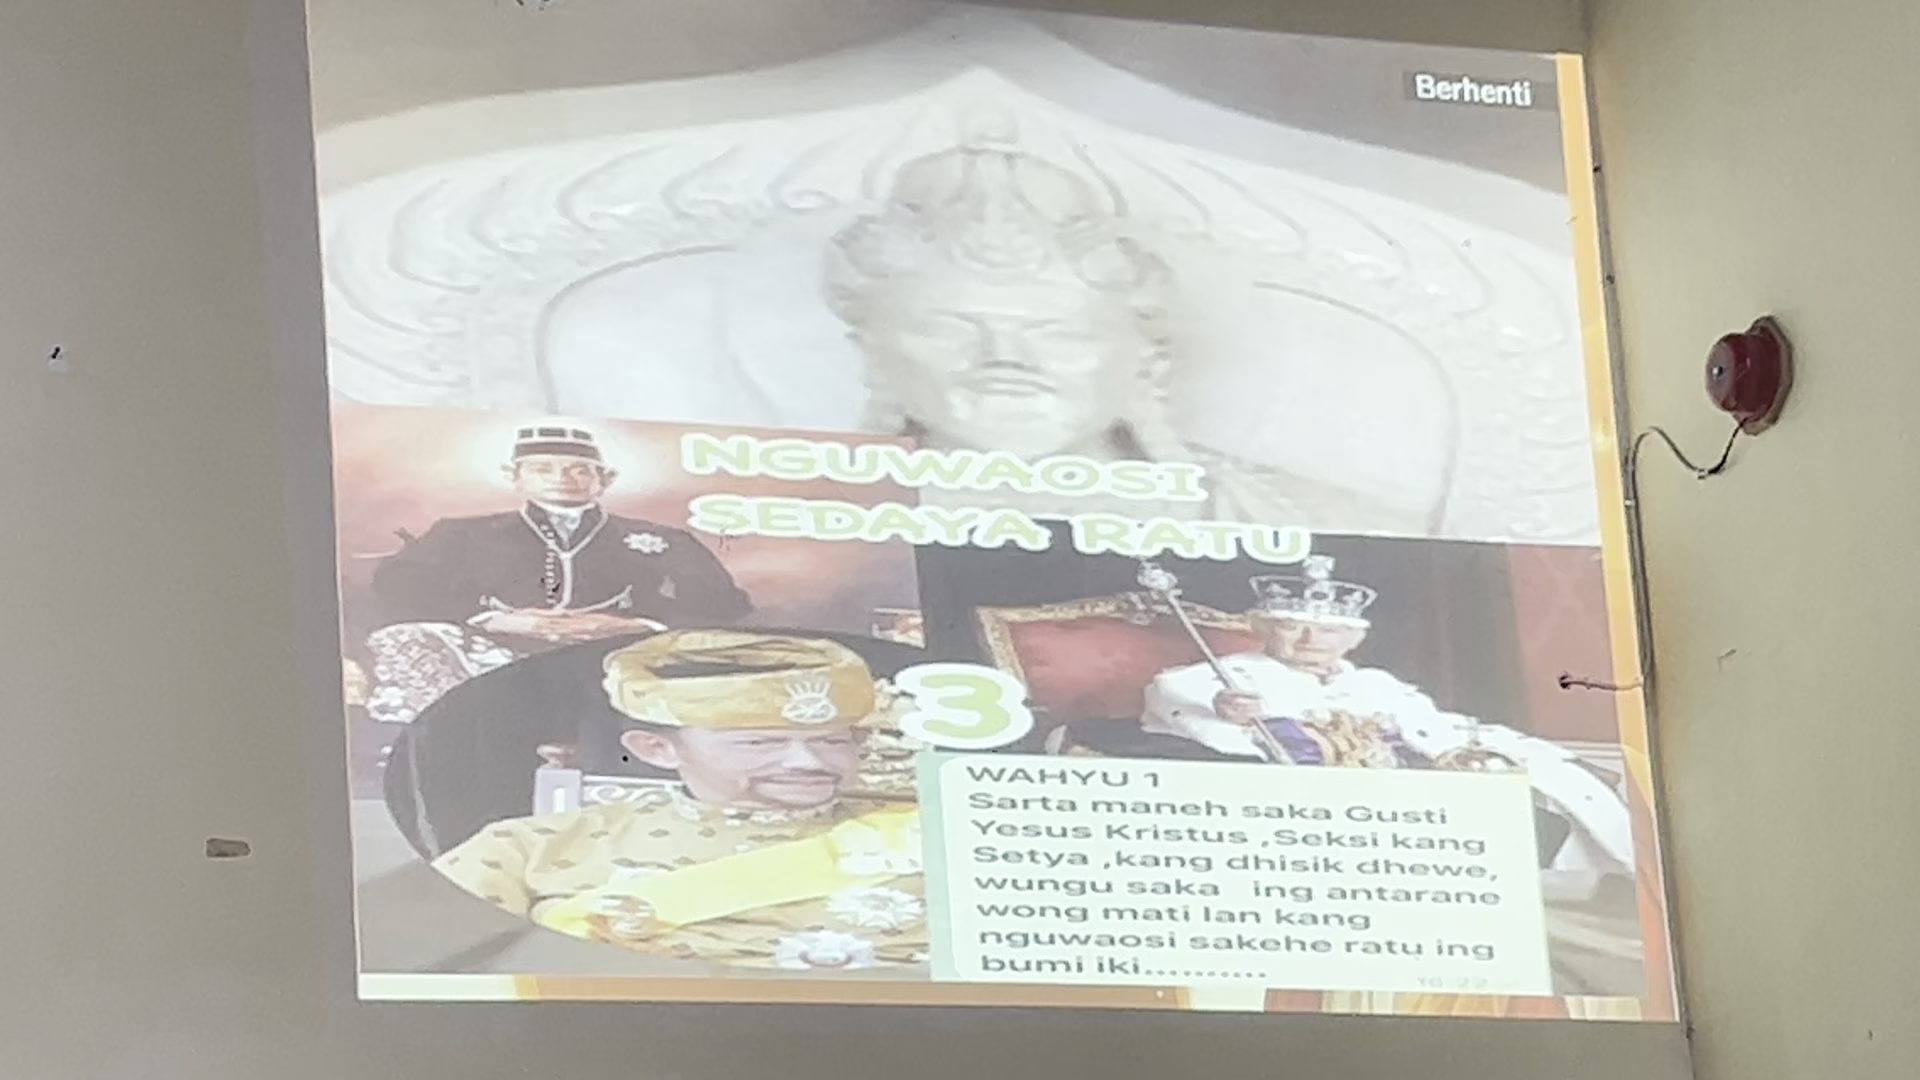 Berhenti
NGUWAOSI
SEDAYA RATU
3
WAHYU 1
Sarta maneh saka Gusti
Yesus Kristus ,Seksi kang
Setya ,kang dhisik dhewe,
wungu saka ing antarane
wong mati lan kang
nguwaosi sakehe ratu ing
bumi iki..........